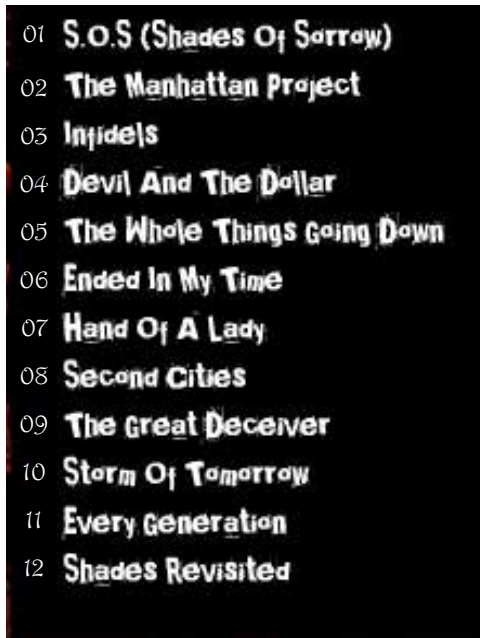 01 S.O.S (Shades Of Sorrow)
02 The Manhattan Project
03 Infidels
04 Devil And The Dollar
05 The Whole Things Going Down
06 Ended In My Time
07 Hand Of A Lady
08 Second Cities
09 The Great Deceiver
10 Storm Of Tomorrow
11 Every Generation
12 Shades Revisited